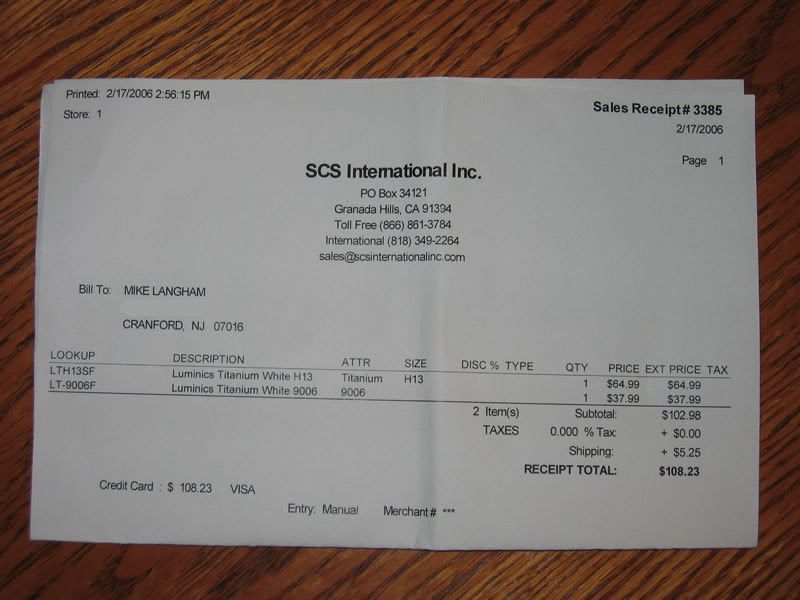 Printed: 2/17/2006 2:56:15 PM
Store: 1
Sales Receipt # 3385
2/17/2006
Page 1
SCS International Inc.
PO Box 34121
Granada Hills, CA 91394
Toll Free (866) 861-3784
International (818) 349-2264
sales@scsinternationalinc.com
Bill To: MIKE LANGHAM
CRANFORD, NJ 07016
LOOKUP DESCRIPTION ATTR SIZE DISC % TYPE QTY PRICE EXT PRICE TAX
LTH13SF Luminics Titanium White H13 Titanium H13 1 $64.99 $64.99
LT-9006F Luminics Titanium White 9006 9006 1 $37.99 $37.99
2 Item(s) Subtotal: $102.98
TAXES 0.000 % Tax: + $0.00
Shipping: + $5.25
RECEIPT TOTAL: $108.23
Credit Card : $ 108.23 VISA
Entry: Manual Merchant # ***